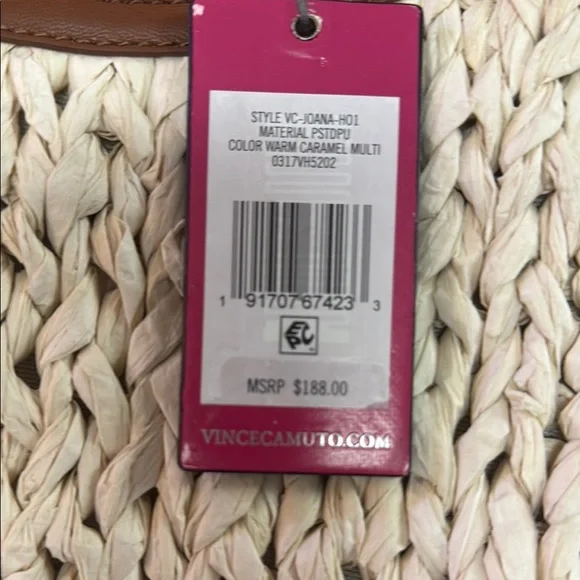 STYLE VC-JOANA-HO1
MATERIAL PSTDPU
COLOR WARM CARAMEL MULTI
0317VH5202
1 91707 67423 3
EPC
MSRP $188.00
VINCECAMUTO.COM